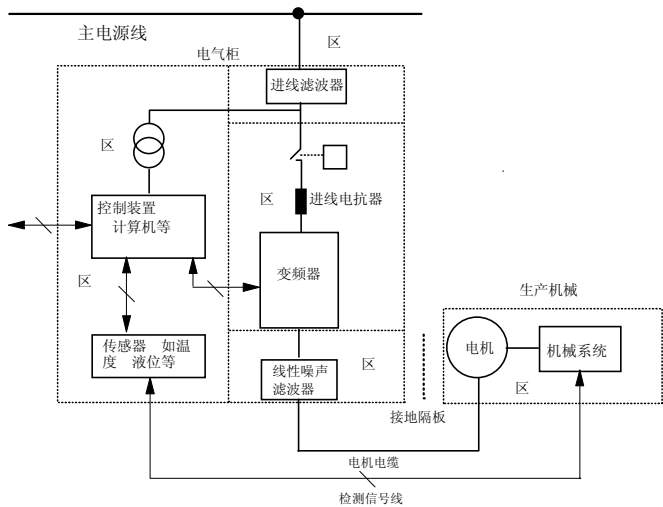 主电源线
区
电气柜
进线滤波器
区
控制装置
计算机等
区
进线电抗器
变频器
区
传感器 如温
度 液位等
线性噪声
滤波器
区
生产机械
电机
机械系统
区
接地隔板
电机电缆
检测信号线